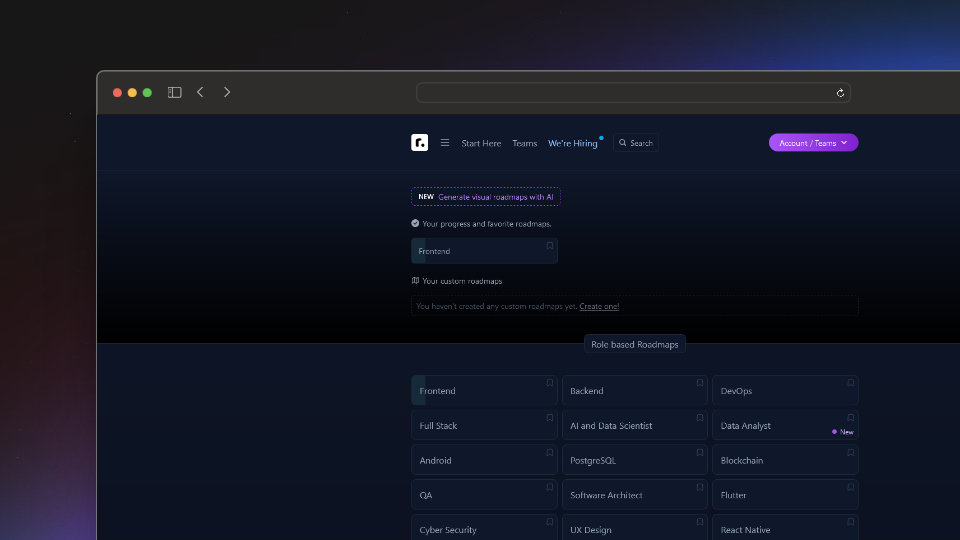 r.
Start Here
Teams
We're Hiring
Search
Account / Teams
NEW Generate visual roadmaps with AI
Your progress and favorite roadmaps.
Frontend
Your custom roadmaps
You haven't created any custom roadmaps yet. Create one!
Role based Roadmaps
Frontend
Backend
DevOps
Full Stack
AI and Data Scientist
Data Analyst
New
Android
PostgreSQL
Blockchain
QA
Software Architect
Flutter
Cyber Security
UX Design
React Native